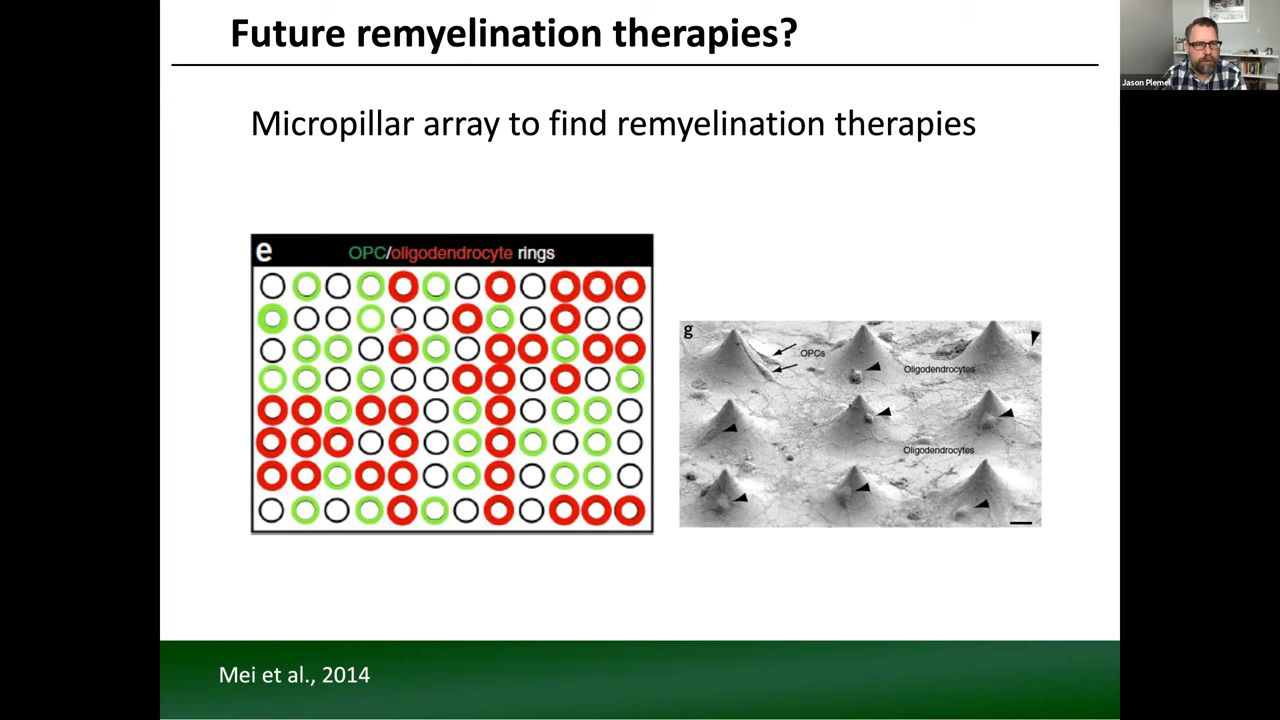 Future remyelination therapies?
Jason Plemel
Micropillar array to find remyelination therapies
e
OPC/oligodendrocyte rings
g
OPCs
Oligodendrocytes
Oligodendrocytes
Mei et al., 2014